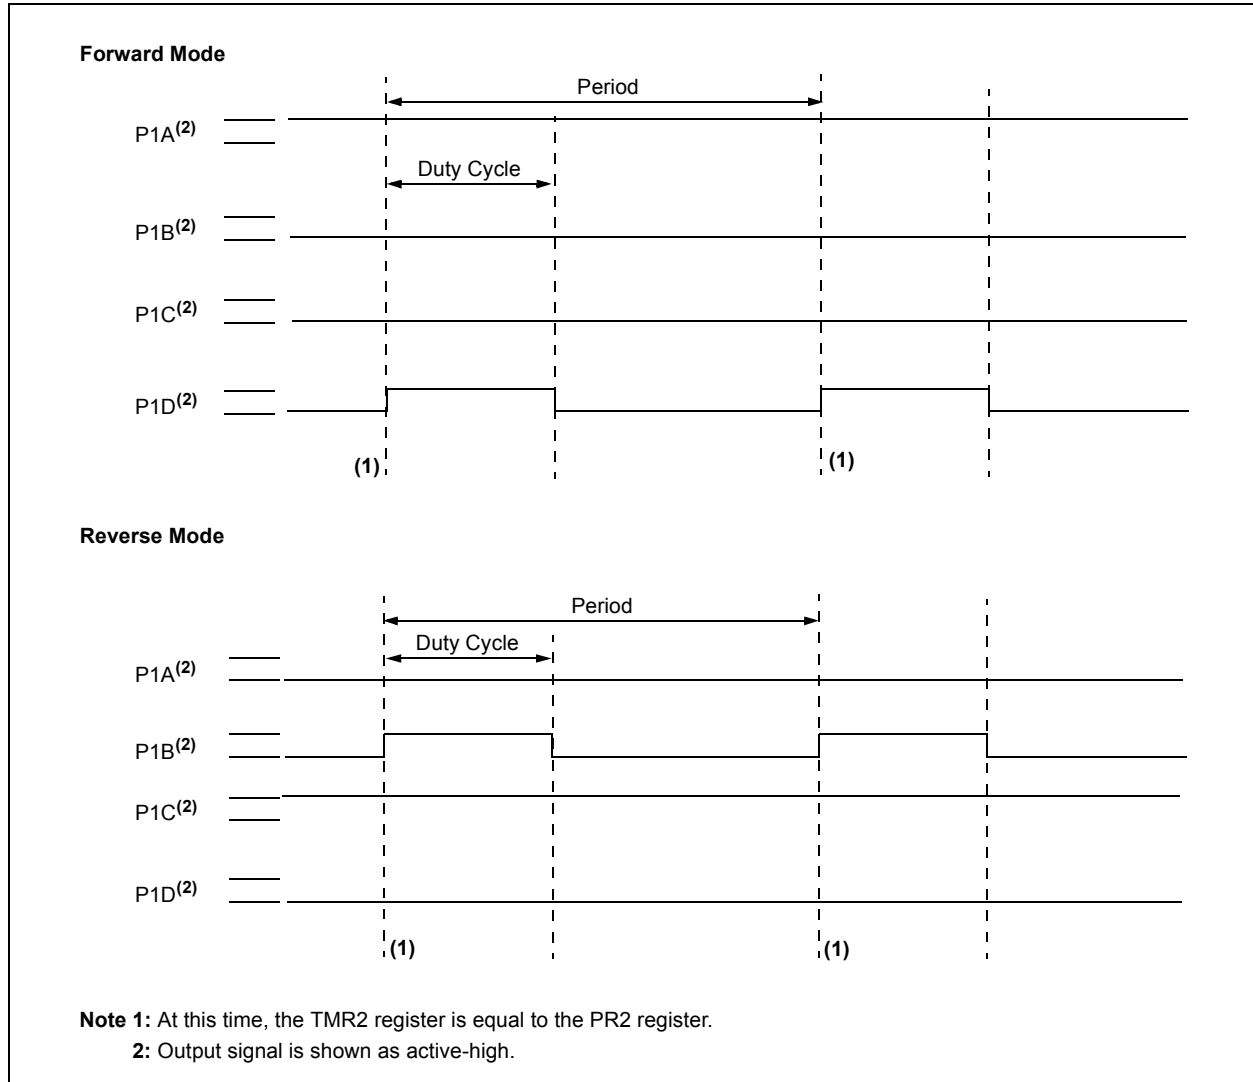 Forward Mode
Period
P1A(2)
Duty Cycle
P1B(2)
P1C(2)
P1D(2)
(1)
(1)
Reverse Mode
Period
Duty Cycle
P1A(2)
P1B(2)
P1C(2)
P1D(2)
(1)
(1)
Note 1: At this time, the TMR2 register is equal to the PR2 register.
2: Output signal is shown as active-high.